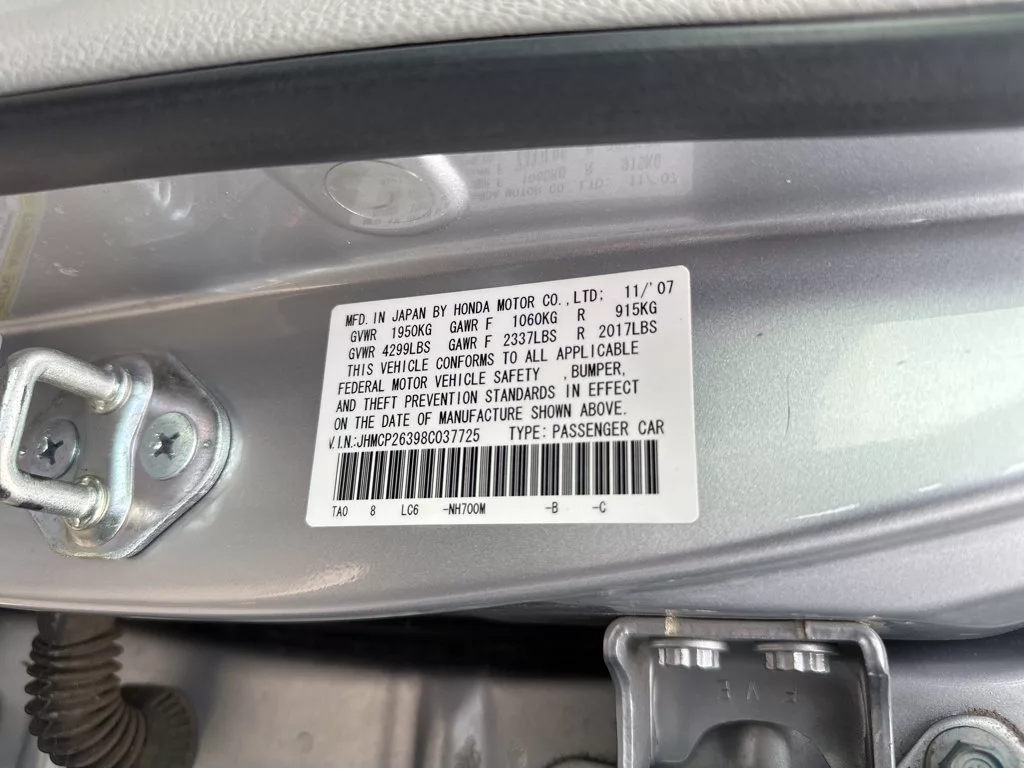 MFD. IN JAPAN BY HONDA MOTOR CO., LTD: 11/'07
GVWR 1950KG GAWR F 1060KG R 915KG
GVWR 4299LBS GAWR F 2337LBS R 2017LBS
THIS VEHICLE CONFORMS TO ALL APPLICABLE
FEDERAL MOTOR VEHICLE SAFETY , BUMPER,
AND THEFT PREVENTION STANDARDS IN EFFECT
ON THE DATE OF MANUFACTURE SHOWN ABOVE.
V.I.N.:JHMCP26398C037725 TYPE: PASSENGER CAR
TA0 8 LC6 -NH700M -B -C
FVE